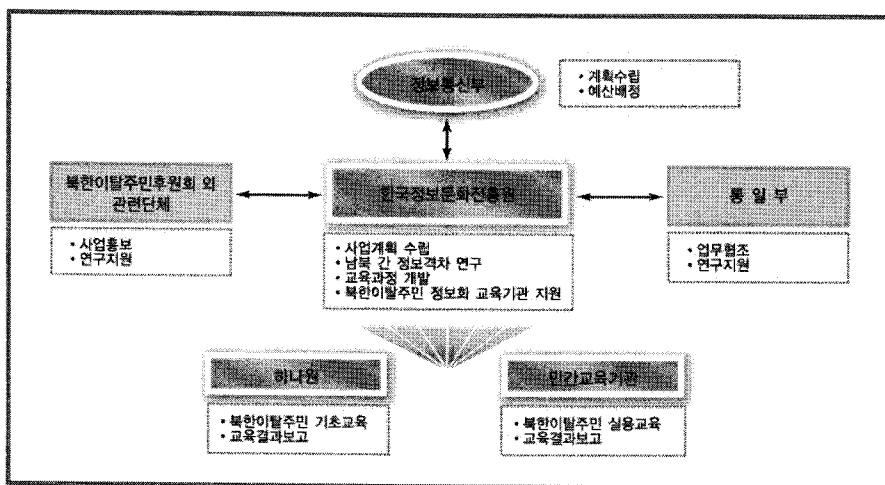 정보통신부
• 계획수립
• 예산배정
북한이탈주민후원회 외
관련단체
• 사업홍보
• 연구지원
한국정보문화진흥원
• 사업계획 수립
• 남북 간 정보격차 연구
• 교육과정 개발
• 북한이탈주민 정보화 교육기관 지원
통 일 부
• 업무협조
• 연구지원
하나원
• 북한이탈주민 기초교육
• 교육결과보고
민간교육기관
• 북한이탈주민 실용교육
• 교육결과보고